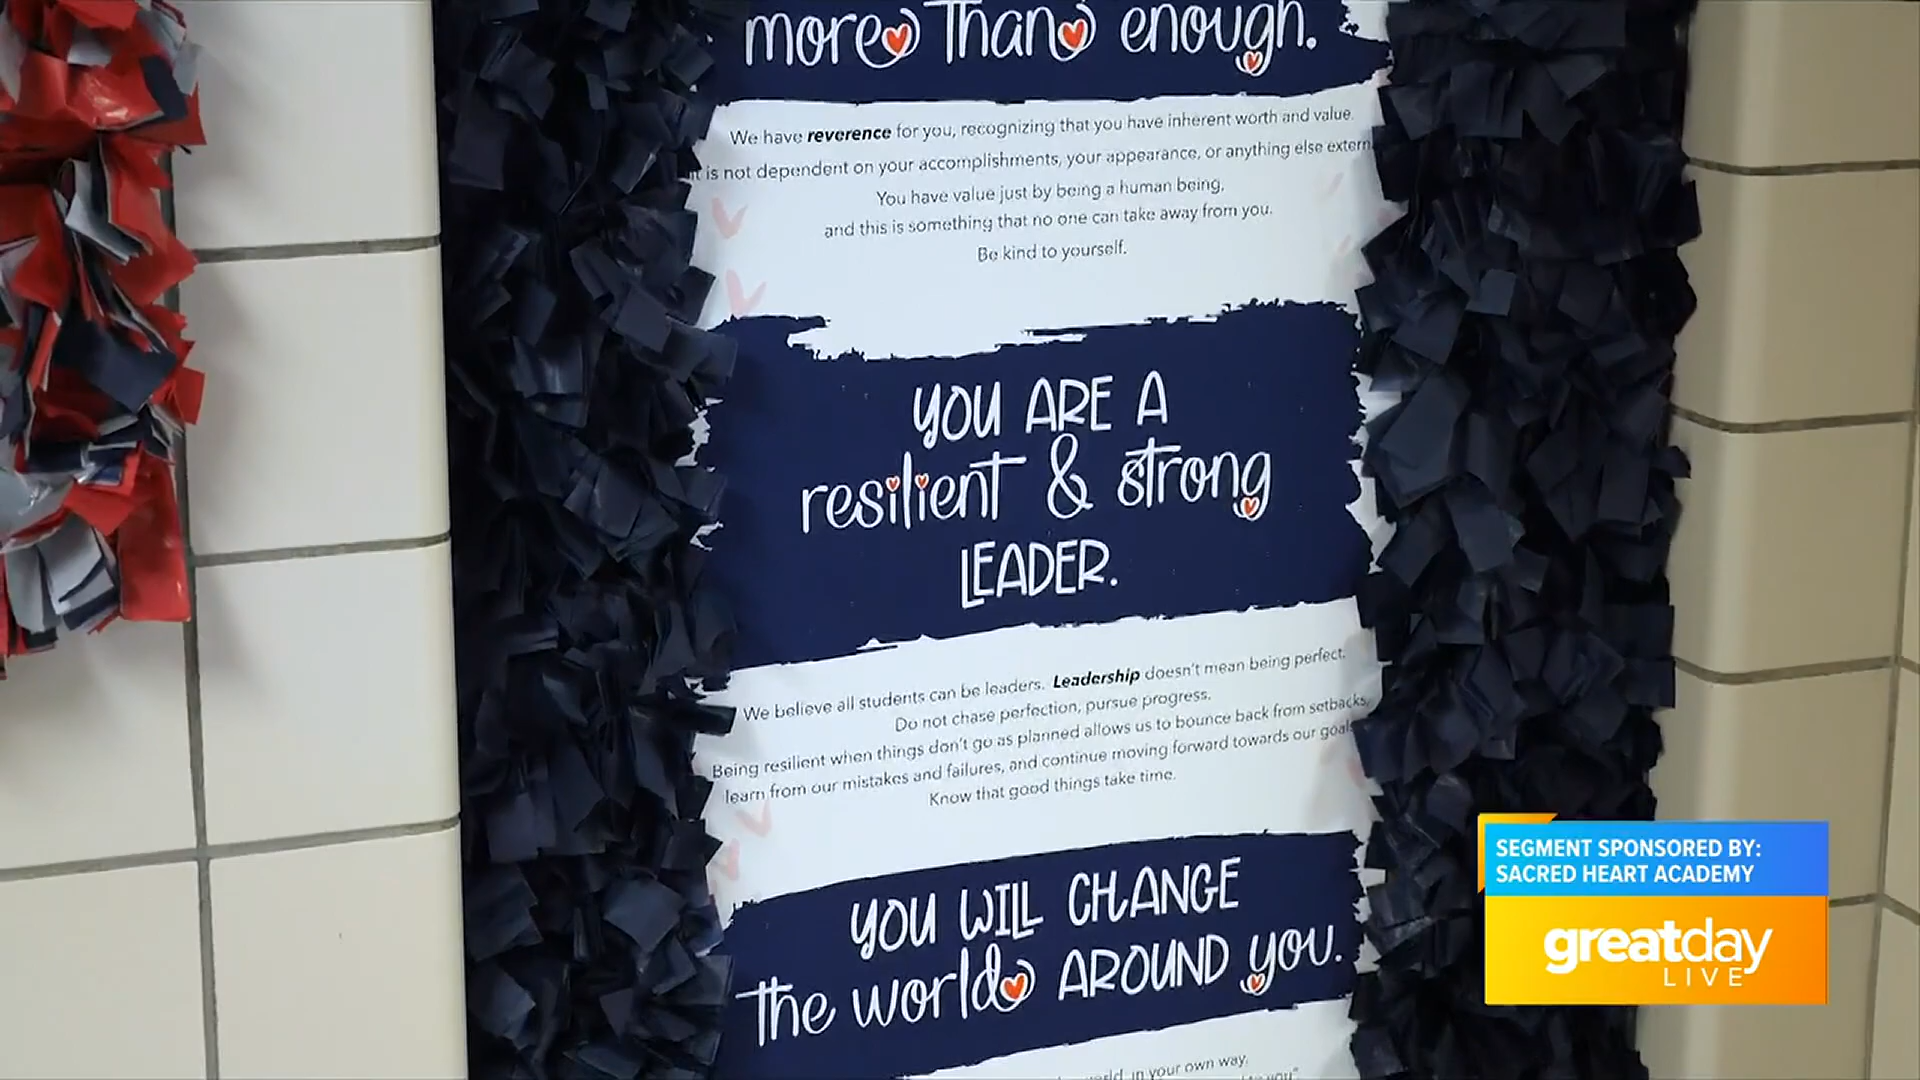 more than enough.
We have reverence for you, recognizing that you have inherent worth and value.
It is not dependent on your accomplishments, your appearance, or anything else extern
You have value just by being a human being,
and this is something that no one can take away from you.
Be kind to yourself.
YOU ARE A
resilient & strong
LEADER.
We believe all students can be leaders. Leadership doesn't mean being perfect.
Do not chase perfection, pursue progress.
Being resilient when things don't go as planned allows us to bounce back from setbacks,
learn from our mistakes and failures, and continue moving forward towards our goals
Know that good things take time.
YOU WILL CHANGE
the world AROUND YOU.
in your own way.
SEGMENT SPONSORED BY:
SACRED HEART ACADEMY
greatday
LIVE